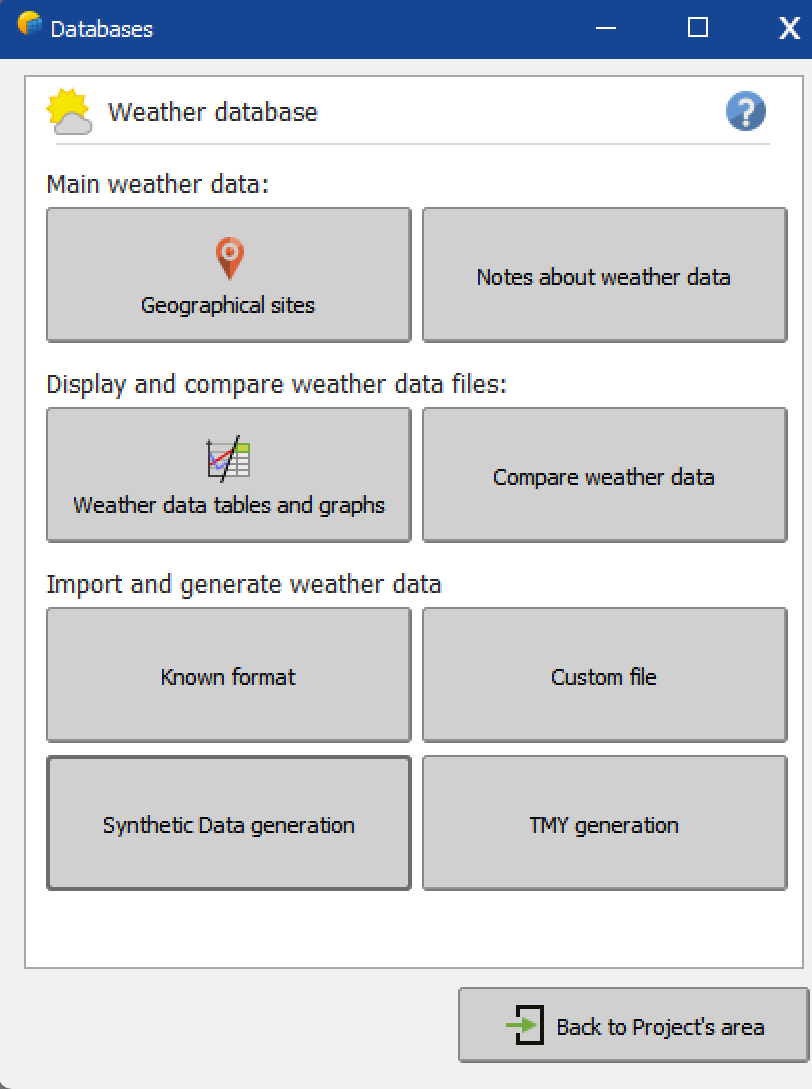 Databases
Weather database
?
Main weather data:
Geographical sites
Notes about weather data
Display and compare weather data files:
Weather data tables and graphs
Compare weather data
Import and generate weather data
Known format
Custom file
Synthetic Data generation
TMY generation
Back to Project's area